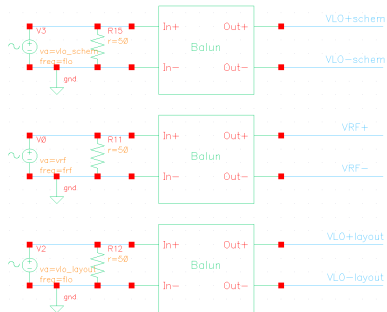 VLO+schem
V3 R15 In+ Out+
va=vlo_schem r=50 Balun
freq=flo In- Out- VLO-schem
gnd
VRF+
V0 R11 In+ Out+
va=vrf r=50 Balun
freq=frf In- Out- VRF-
gnd
VLO+layout
V2 R12 In+ Out+
va=vlo_layout r=50 Balun
freq=flo In- Out- VLO-layout
gnd